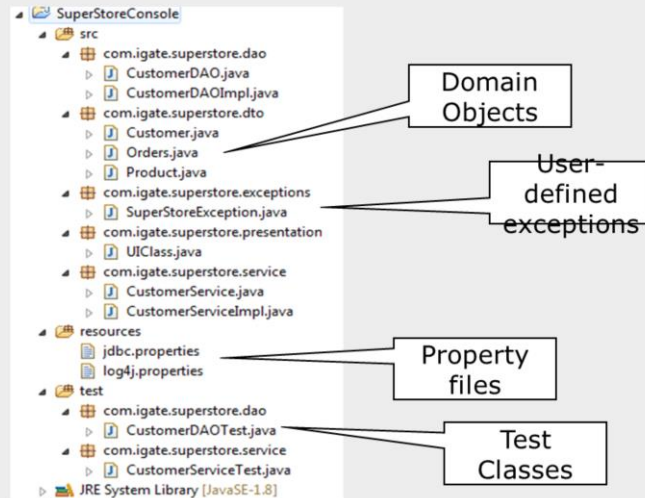 SuperStoreConsole
src
com.igate.superstore.dao
CustomerDAO.java
CustomerDAOImpl.java
com.igate.superstore.dto
Customer.java
Orders.java
Product.java
com.igate.superstore.exceptions
SuperStoreException.java
com.igate.superstore.presentation
UIClass.java
com.igate.superstore.service
CustomerService.java
CustomerServiceImpl.java
resources
jdbc.properties
log4j.properties
test
com.igate.superstore.dao
CustomerDAOTest.java
com.igate.superstore.service
CustomerServiceTest.java
JRE System Library [JavaSE-1.8]
Domain
Objects
User-
defined
exceptions
Property
files
Test
Classes